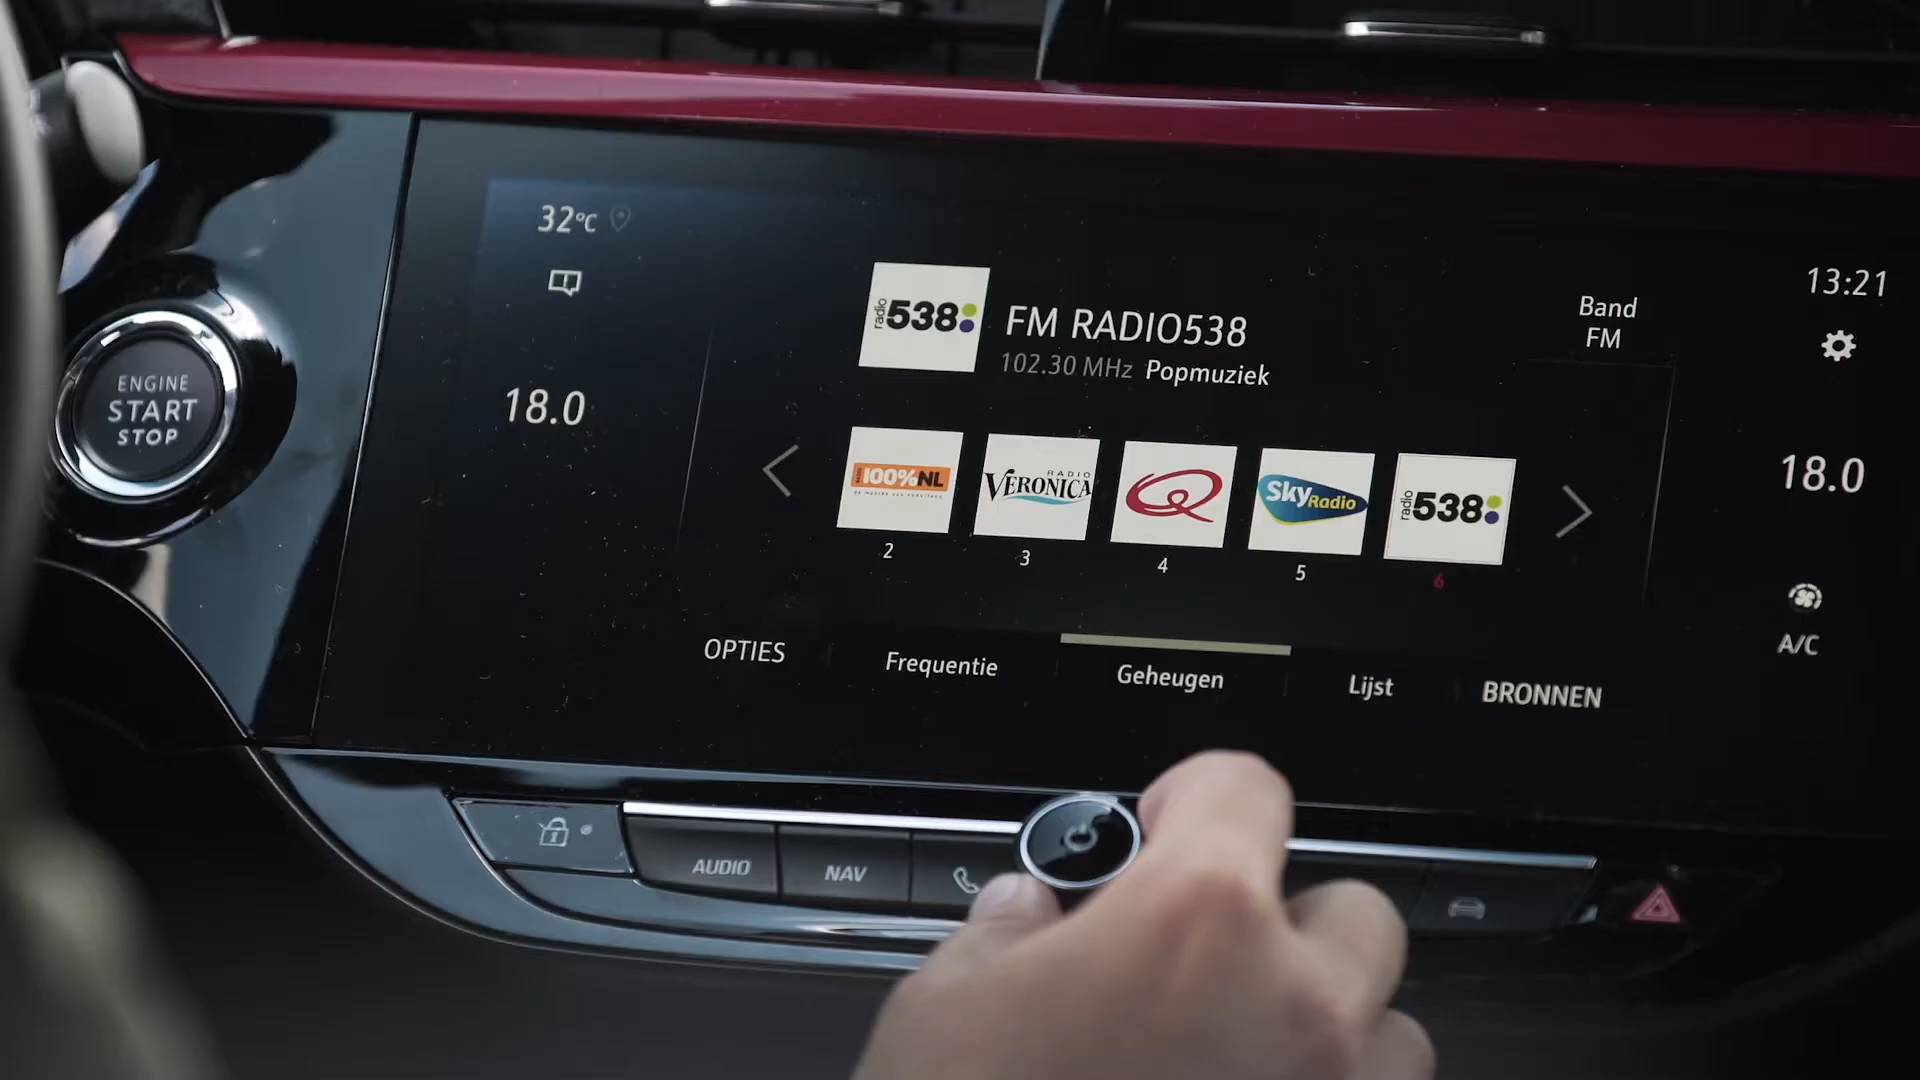 32°C
18.0
ENGINE
START
STOP
radio 538
FM RADIO538
102.30 MHz Popmuziek
Band
FM
13:21
18.0
100%NL
2
RADIO
VERONICA
3
Q
4
Sky Radio
5
radio 538
6
A/C
OPTIES
Frequentie
Geheugen
Lijst
BRONNEN
AUDIO
NAV